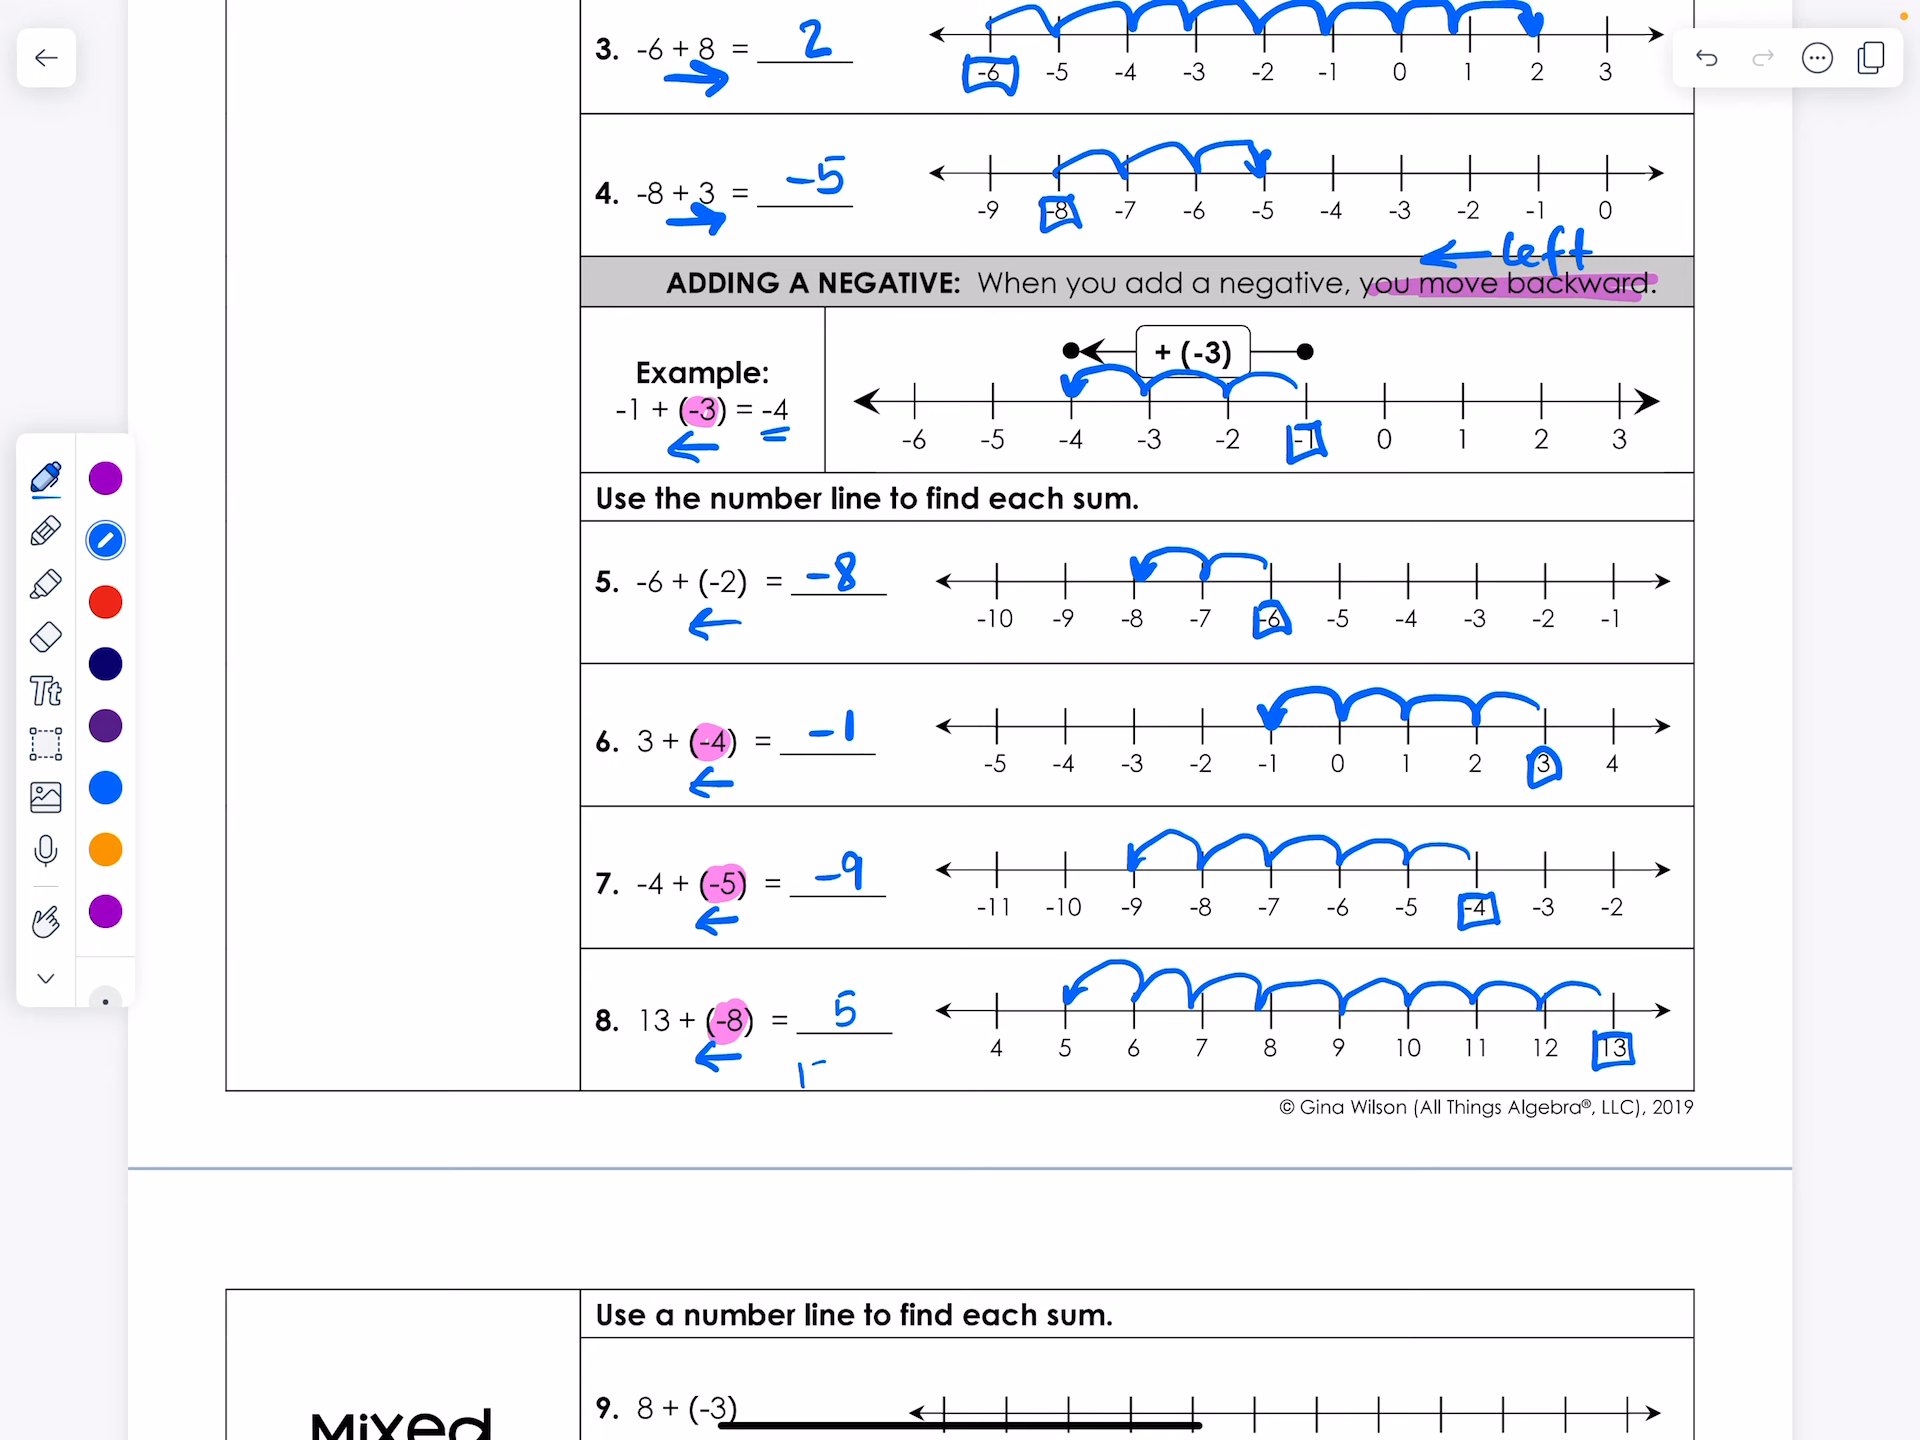 3. -6 + 8 = 2
-6 -5 -4 -3 -2 -1 0 1 2 3
4. -8 + 3 = -5
-9 -8 -7 -6 -5 -4 -3 -2 -1 0
← left
ADDING A NEGATIVE: When you add a negative, you move backward.
+ (-3)
Example:
-1 + (-3) = -4
-6 -5 -4 -3 -2 -1 0 1 2 3
Use the number line to find each sum.
5. -6 + (-2) = -8
-10 -9 -8 -7 -6 -5 -4 -3 -2 -1
6. 3 + (-4) = -1
-5 -4 -3 -2 -1 0 1 2 3 4
7. -4 + (-5) = -9
-11 -10 -9 -8 -7 -6 -5 -4 -3 -2
8. 13 + (-8) = 5
4 5 6 7 8 9 10 11 12 13
© Gina Wilson (All Things Algebra®, LLC), 2019
Use a number line to find each sum.
9. 8 + (-3)
Mixed
Tt